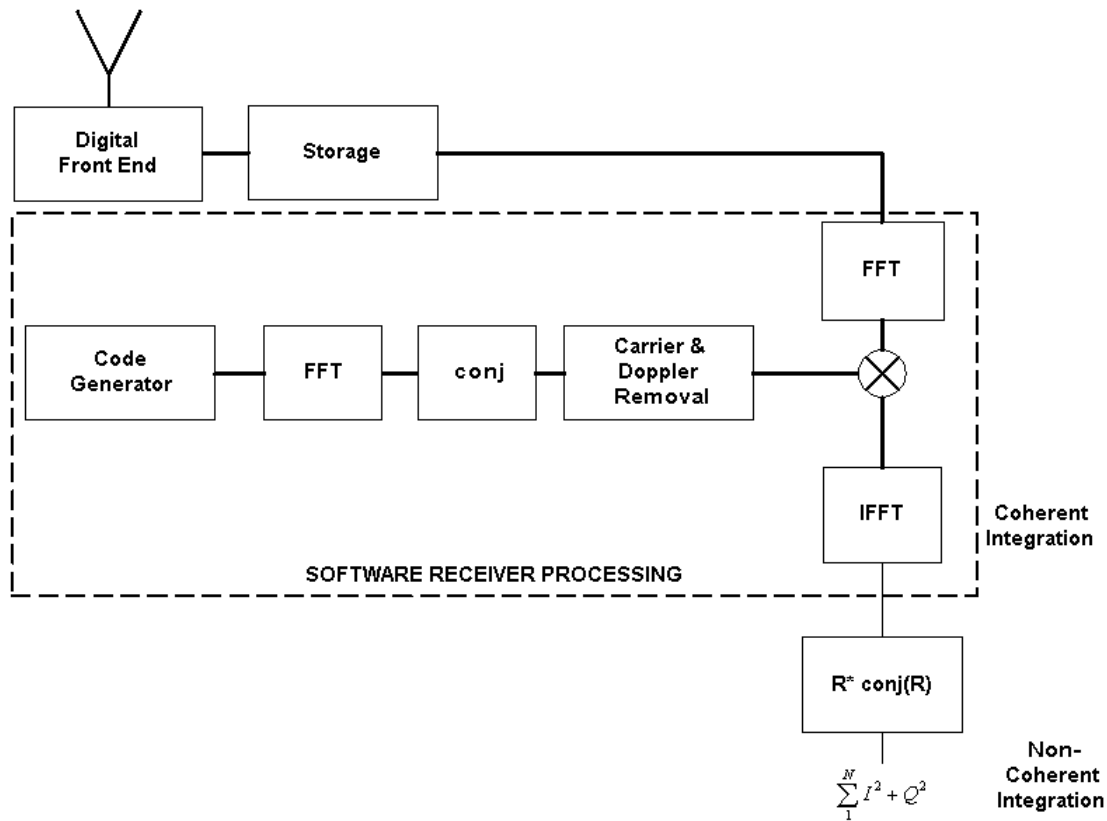 Digital
Front End
Storage
FFT
Code
Generator
FFT
conj
Carrier &
Doppler
Removal
IFFT
Coherent
Integration
SOFTWARE RECEIVER PROCESSING
R* conj(R)
Non-
Coherent
Integration
N
∑ I² + Q²
1